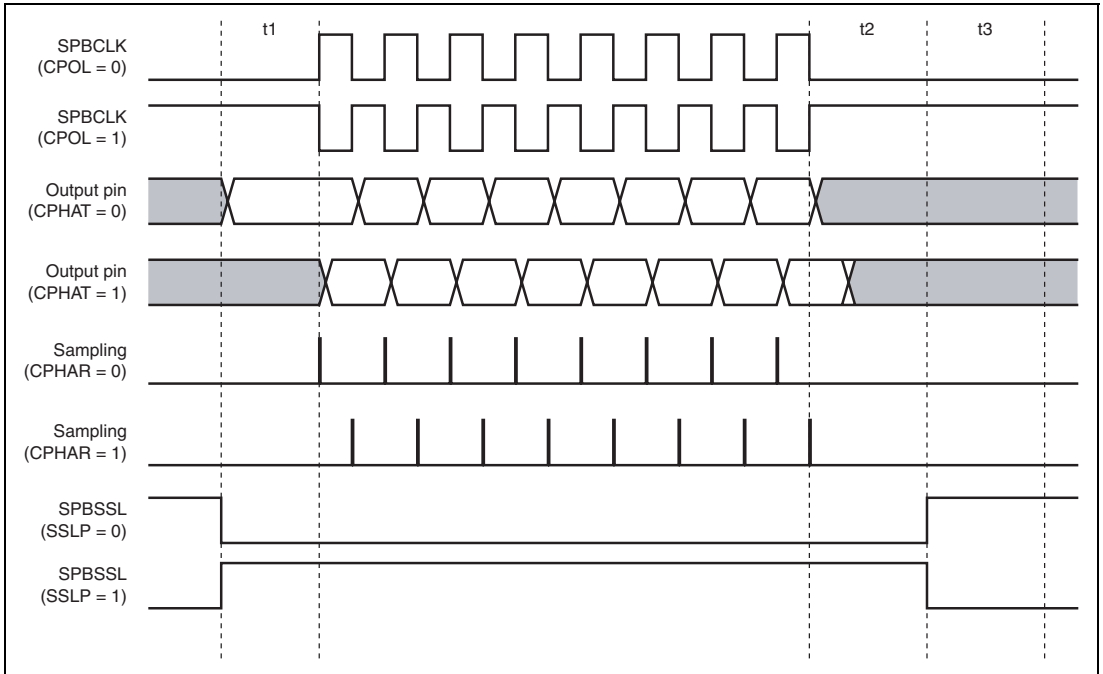 t1
t2
t3
SPBCLK
(CPOL = 0)
SPBCLK
(CPOL = 1)
Output pin
(CPHAT = 0)
Output pin
(CPHAT = 1)
Sampling
(CPHAR = 0)
Sampling
(CPHAR = 1)
SPBSSL
(SSLP = 0)
SPBSSL
(SSLP = 1)